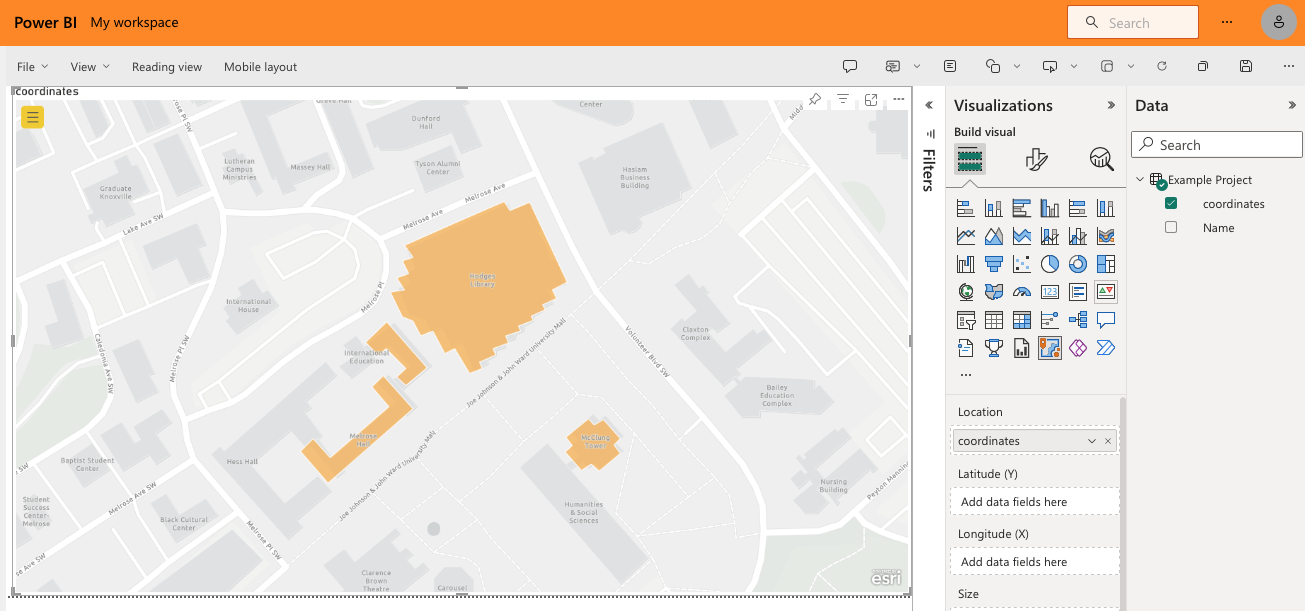 Power BI My workspace
Search
File View Reading view Mobile layout
coordinates
Center
Dunford
Hall
Lutheran
Campus
Ministries
Massey Hall
Tyson Alumni
Center
Haslam
Business
Building
Graduate
Knoxville
Melrose Pl SW
Lake Ave SW
Melrose Ave
Melrose Ave
Hodges
Library
International
House
Melrose Pl
Caledonia Ave SW
Melrose Pl SW
International
Education
Joe Johnson & John Ward University Mall
Volunteer Blvd SW
Claxton
Complex
Bailey
Education
Complex
Melrose
Hall
McClung
Tower
Hess Hall
Joe Johnson & John Ward University Mall
Baptist Student
Center
Melrose Ave SW
Student
Success
Center-
Melrose
Black Cultural
Center
Melrose Pl SW
Humanities
& Social
Sciences
Nursing
Building
Peyton Manning
Clarence
Brown
Theatre
Carousel
esri
Filters
Visualizations
Build visual
123
Location
coordinates
Latitude (Y)
Add data fields here
Longitude (X)
Add data fields here
Size
Data
Search
Example Project
coordinates
Name